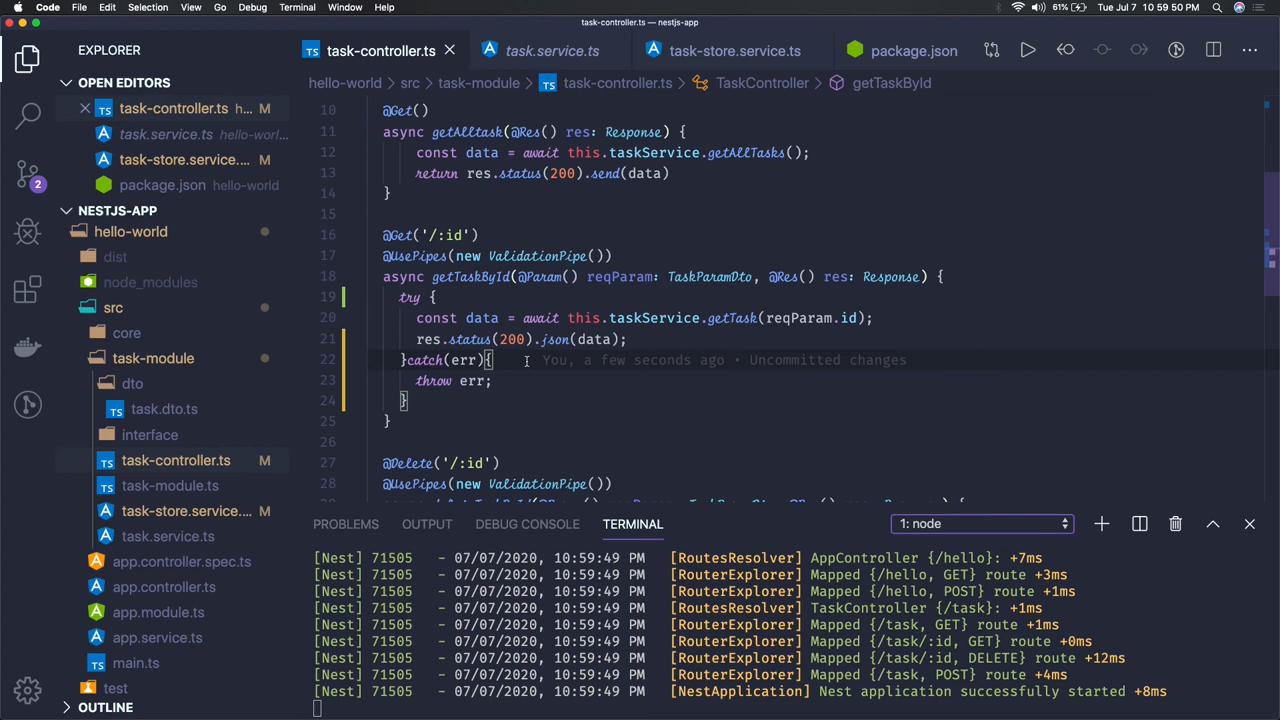 Code File Edit Selection View Go Debug Terminal Window Help 61% Tue Jul 7 10:59:50 PM
task-controller.ts — nestjs-app
EXPLORER
OPEN EDITORS
task-controller.ts h... M
task.service.ts hello-worl...
task-store.service.... M
package.json hello-world
NESTJS-APP
hello-world
dist
node_modules
src
core
task-module
dto
task.dto.ts
interface
task-controller.ts M
task-module.ts
task-store.service.... M
task.service.ts
app.controller.spec.ts
app.controller.ts
app.module.ts
app.service.ts
main.ts
test
OUTLINE
2
task-controller.ts task.service.ts task-store.service.ts package.json
hello-world › src › task-module › task-controller.ts › TaskController › getTaskById
10 @Get()
11 async getAlltask(@Res() res: Response) {
12 const data = await this.taskService.getAllTasks();
13 return res.status(200).send(data)
14 }
15
16 @Get('/:id')
17 @UsePipes(new ValidationPipe())
18 async getTaskById(@Param() reqParam: TaskParamDto, @Res() res: Response) {
19 try {
20 const data = await this.taskService.getTask(reqParam.id);
21 res.status(200).json(data);
22 }catch(err){ You, a few seconds ago • Uncommitted changes
23 throw err;
24 }
25 }
26
27 @Delete('/:id')
28 @UsePipes(new ValidationPipe())
PROBLEMS OUTPUT DEBUG CONSOLE TERMINAL 1: node
[Nest] 71505 - 07/07/2020, 10:59:49 PM [RoutesResolver] AppController {/hello}: +7ms
[Nest] 71505 - 07/07/2020, 10:59:49 PM [RouterExplorer] Mapped {/hello, GET} route +3ms
[Nest] 71505 - 07/07/2020, 10:59:49 PM [RouterExplorer] Mapped {/hello, POST} route +1ms
[Nest] 71505 - 07/07/2020, 10:59:49 PM [RoutesResolver] TaskController {/task}: +1ms
[Nest] 71505 - 07/07/2020, 10:59:49 PM [RouterExplorer] Mapped {/task, GET} route +1ms
[Nest] 71505 - 07/07/2020, 10:59:49 PM [RouterExplorer] Mapped {/task/:id, GET} route +0ms
[Nest] 71505 - 07/07/2020, 10:59:49 PM [RouterExplorer] Mapped {/task/:id, DELETE} route +12ms
[Nest] 71505 - 07/07/2020, 10:59:49 PM [RouterExplorer] Mapped {/task, POST} route +4ms
[Nest] 71505 - 07/07/2020, 10:59:49 PM [NestApplication] Nest application successfully started +8ms